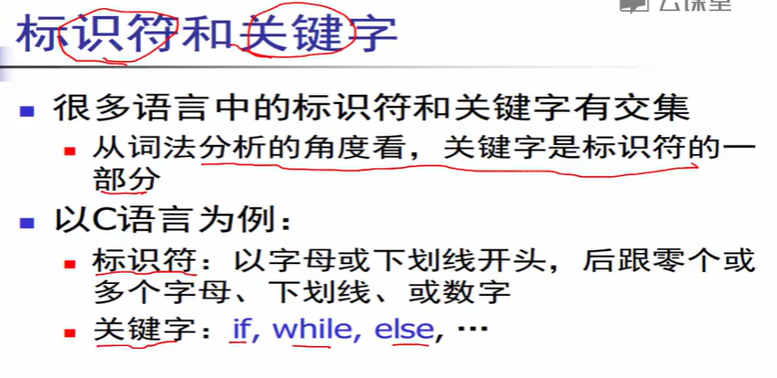 云课堂
标识符和关键字
很多语言中的标识符和关键字有交集
从词法分析的角度看，关键字是标识符的一
部分
以C语言为例：
标识符：以字母或下划线开头，后跟零个或
多个字母、下划线、或数字
关键字：if, while, else, …